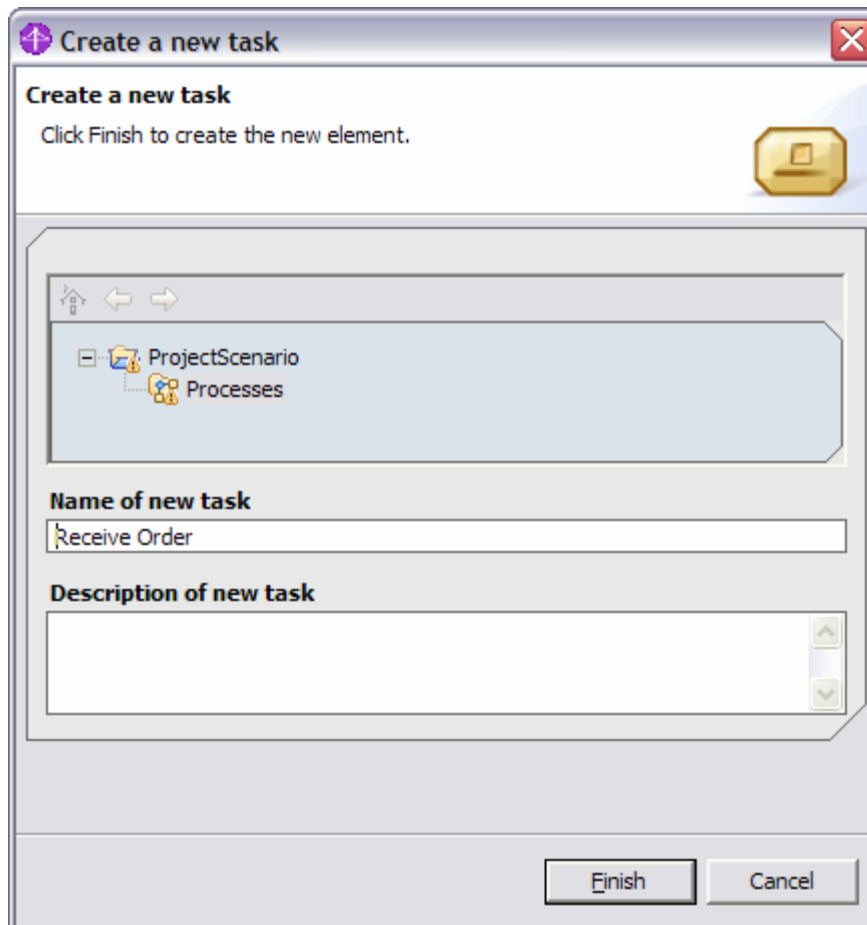 Create a new task
Create a new task
Click Finish to create the new element.
ProjectScenario
Processes
Name of new task
Receive Order
Description of new task
Finish
Cancel